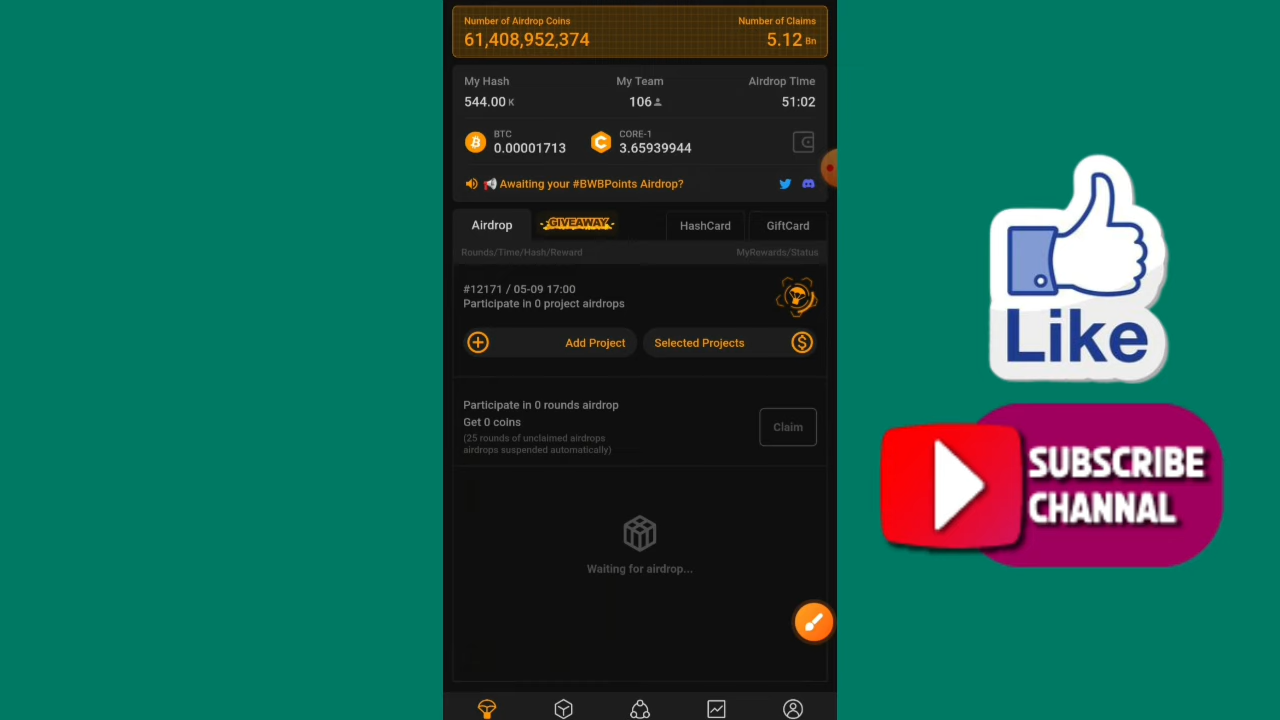 Number of Airdrop Coins
Number of Claims
61,408,952,374
5.12 Bn
My Hash
My Team
Airdrop Time
544.00 K
106
51:02
BTC
0.00001713
CORE-1
3.65939944
Awaiting your #BWBPoints Airdrop?
Airdrop
GIVEAWAY
HashCard
GiftCard
Rounds/Time/Hash/Reward
MyRewards/Status
#12171 / 05-09 17:00
Participate in 0 project airdrops
Add Project
Selected Projects
Participate in 0 rounds airdrop
Get 0 coins
(25 rounds of unclaimed airdrops
airdrops suspended automatically)
Claim
Waiting for airdrop...
Like
SUBSCRIBE
CHANNAL